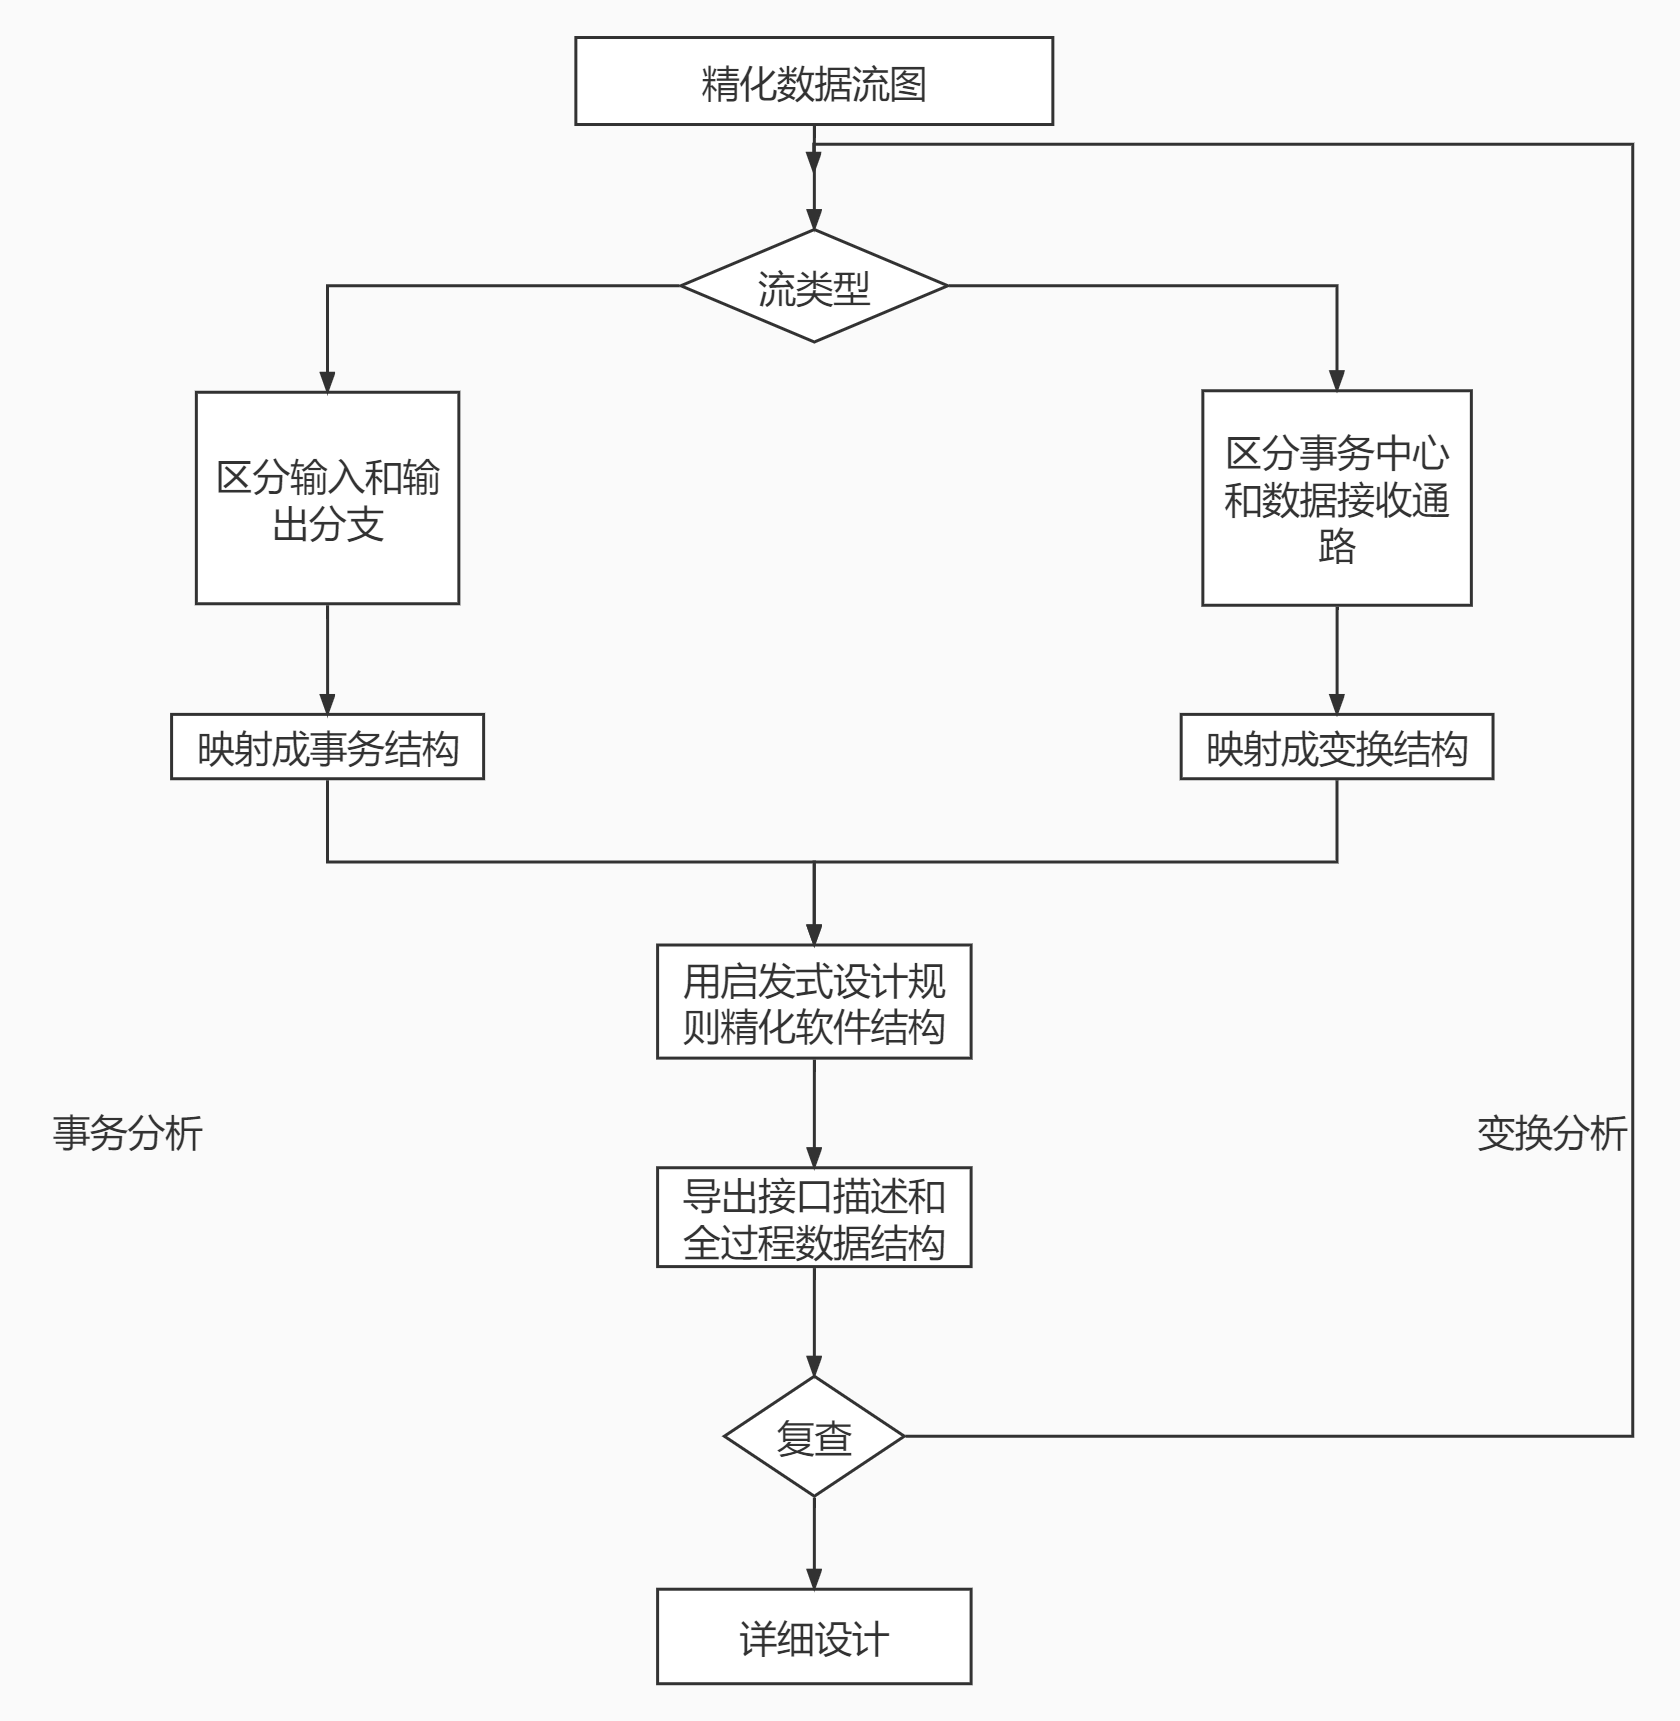 精化数据流图
流类型
区分输入和输
出分支
区分事务中心
和数据接收通
路
映射成事务结构
映射成变换结构
用启发式设计规
则精化软件结构
事务分析
变换分析
导出接口描述和
全过程数据结构
复查
详细设计